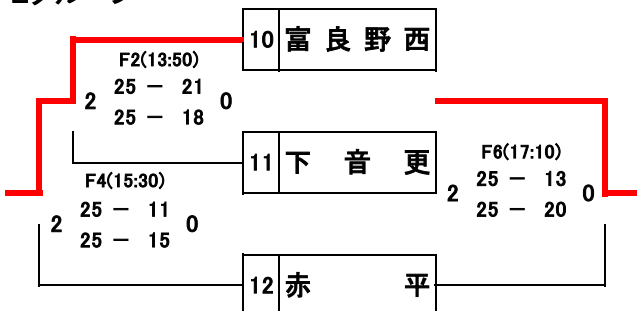 10 富良野西
F2(13:50)
2 25 － 21 0
25 － 18
11 下音更
F4(15:30)
2 25 － 11 0
25 － 15
F6(17:10)
2 25 － 13 0
25 － 20
12 赤平